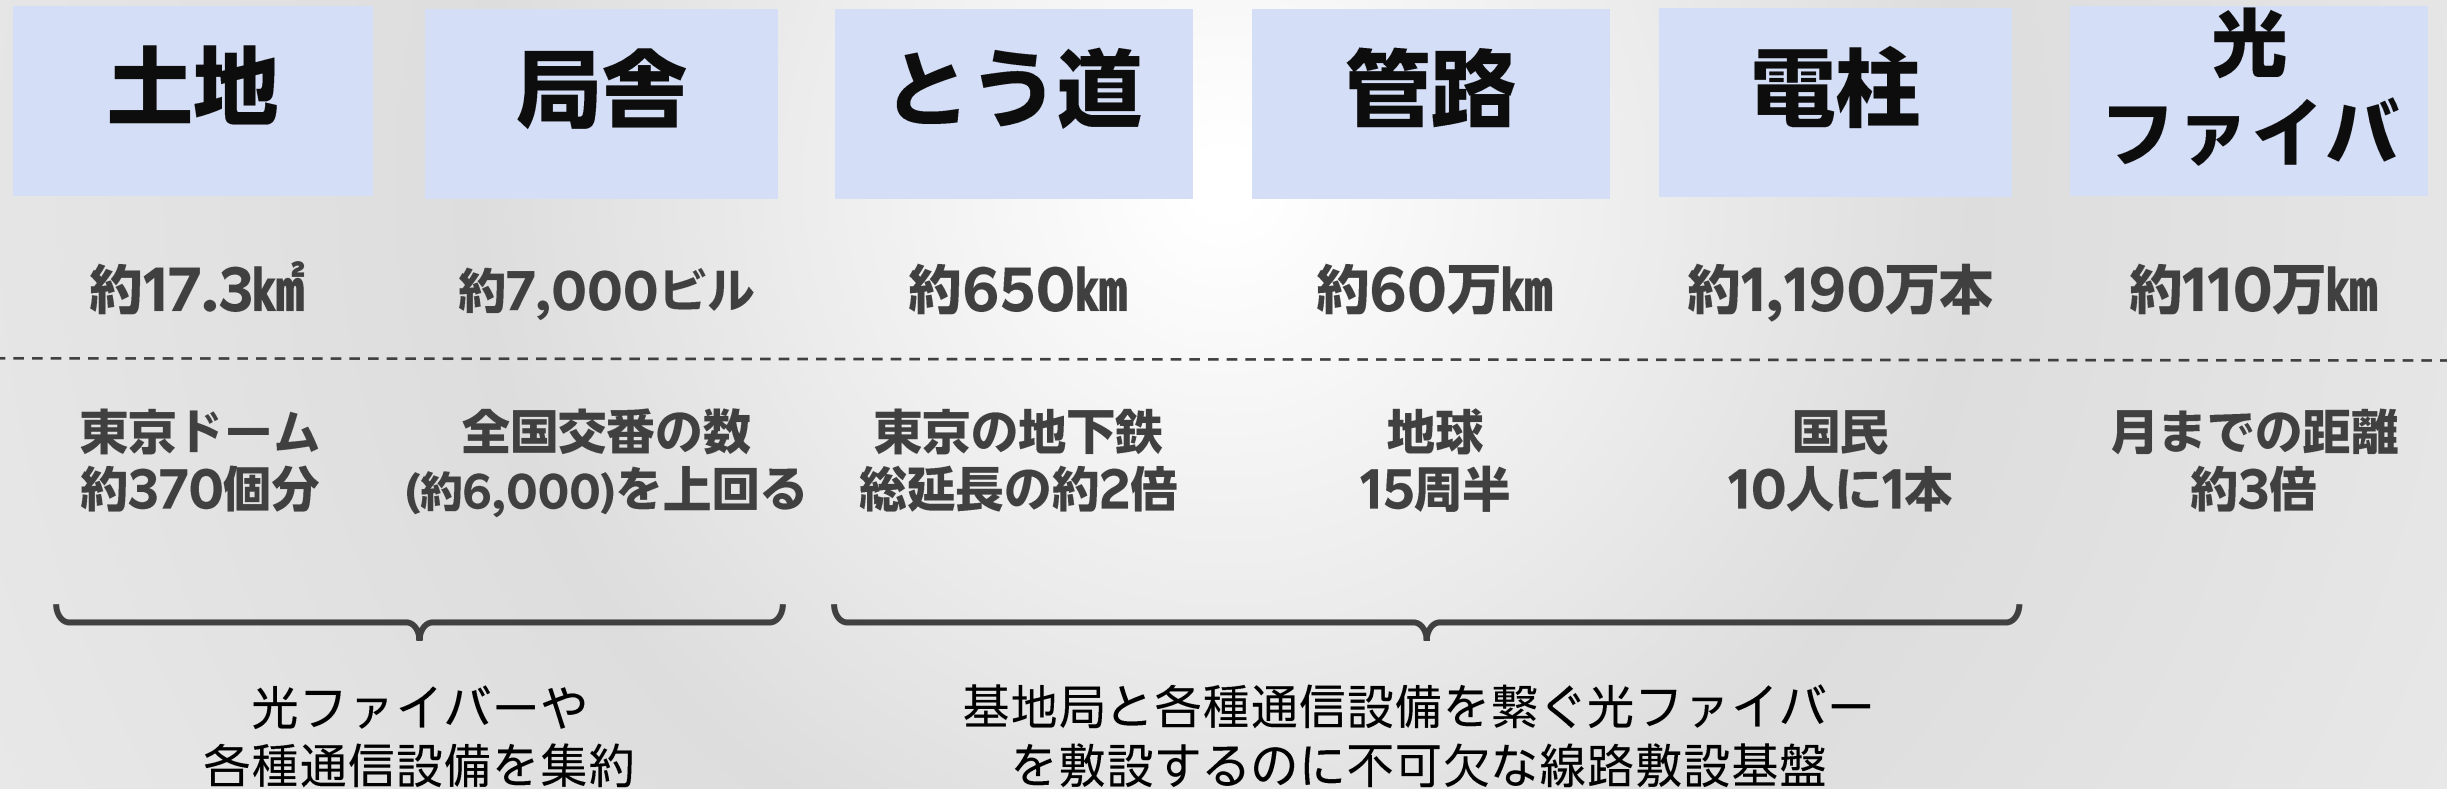 土地
局舎
とう道
管路
電柱
光
ファイバ
約17.3㎢
約7,000ビル
約650㎞
約60万㎞
約1,190万本
約110万㎞
東京ドーム
約370個分
全国交番の数
(約6,000)を上回る
東京の地下鉄
総延長の約2倍
地球
15周半
国民
10人に1本
月までの距離
約3倍
光ファイバーや
各種通信設備を集約
基地局と各種通信設備を繋ぐ光ファイバー
を敷設するのに不可欠な線路敷設基盤